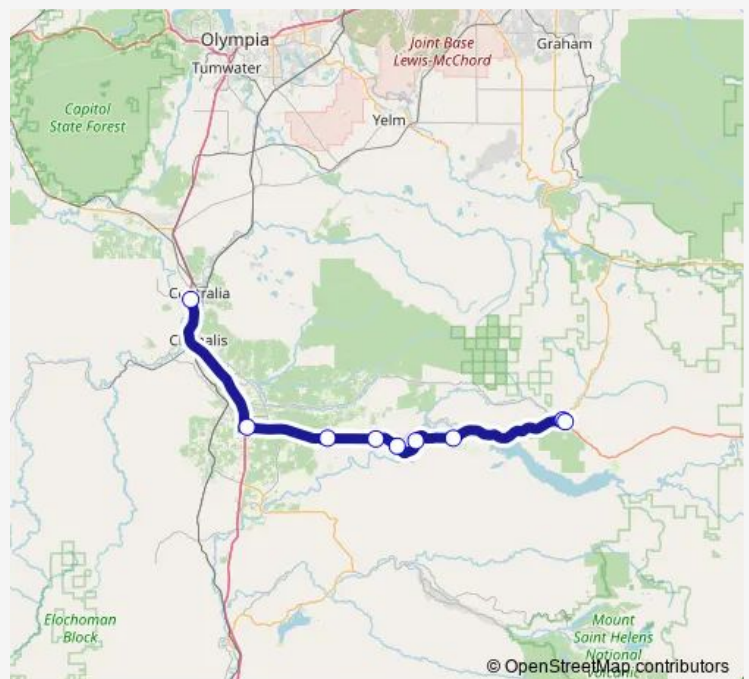 Olympia
Tumwater
Joint Base
Lewis-McChord
Graham
Capitol
State Forest
Yelm
Centralia
Chehalis
Elochoman
Block
Mount
Saint Helens
National
Volcanic
© OpenStreetMap contributors